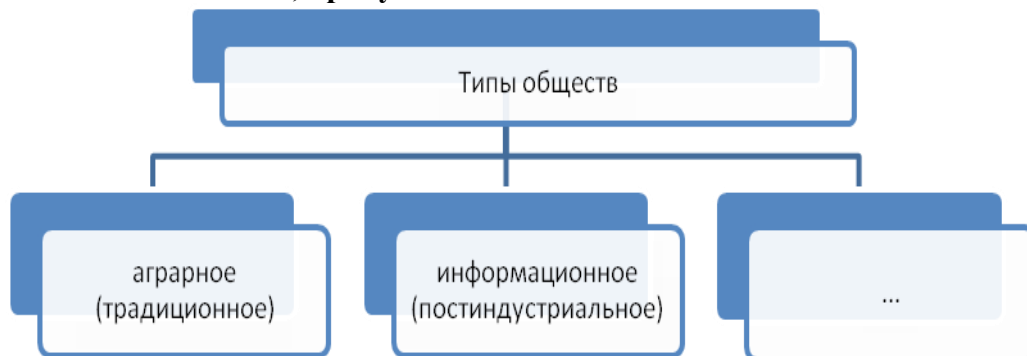 Типы обществ
аграрное
(традиционное)
информационное
(постиндустриальное)
...